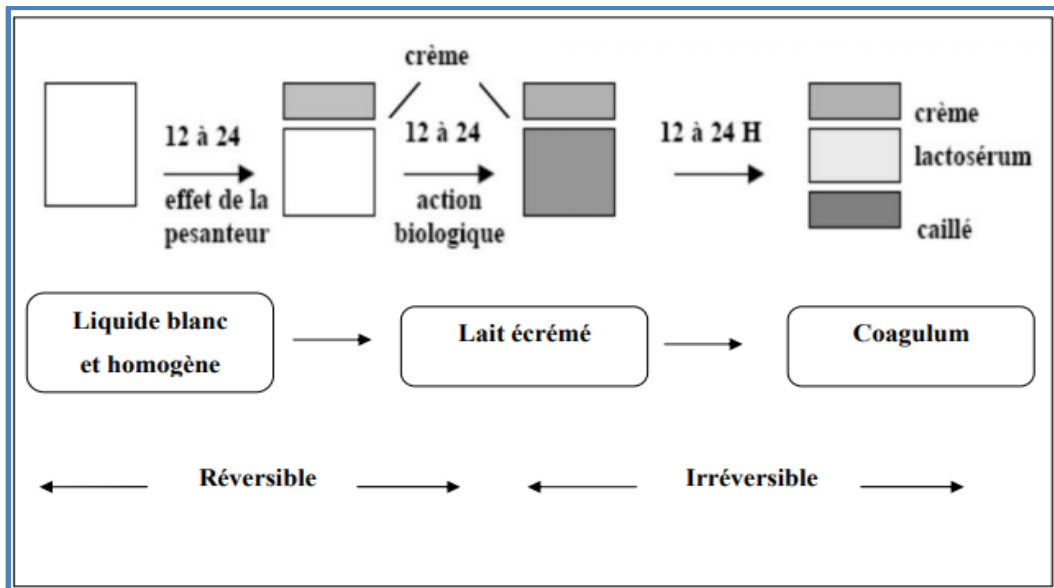 crème
12 à 24
effet de la
pesanteur
12 à 24
action
biologique
12 à 24 H
crème
lactosérum
caillé
Liquide blanc
et homogène
Lait écrémé
Coagulum
Réversible
Irréversible